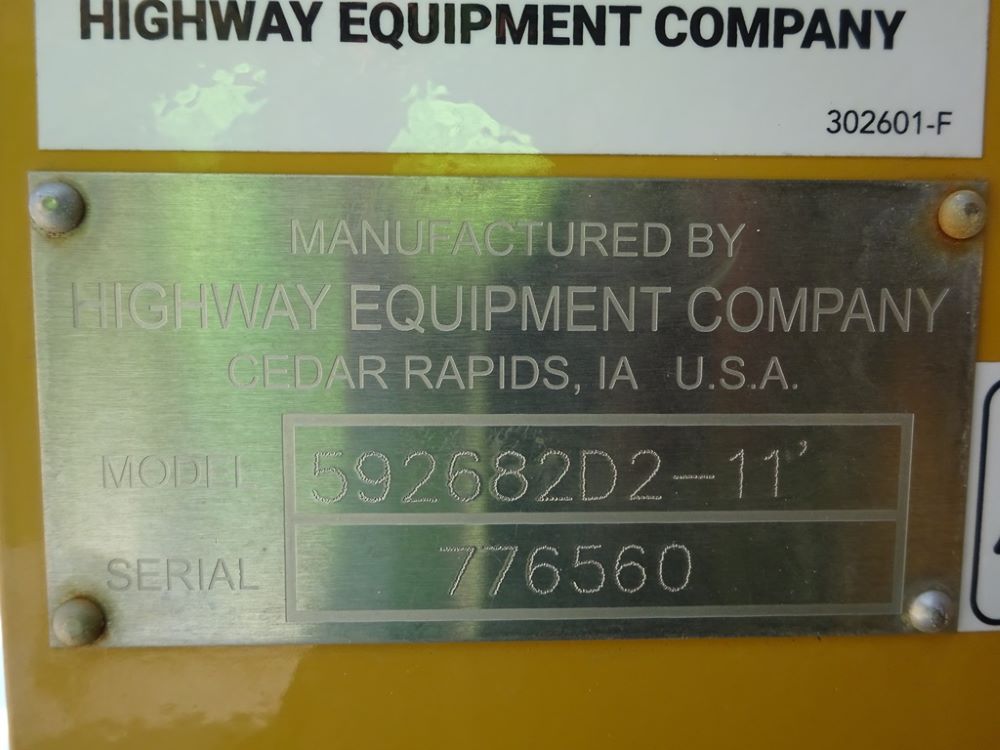 HIGHWAY EQUIPMENT COMPANY
302601-F
MANUFACTURED BY
HIGHWAY EQUIPMENT COMPANY
CEDAR RAPIDS, IA U.S.A.
MODEL 592682D2-11’
SERIAL 776560